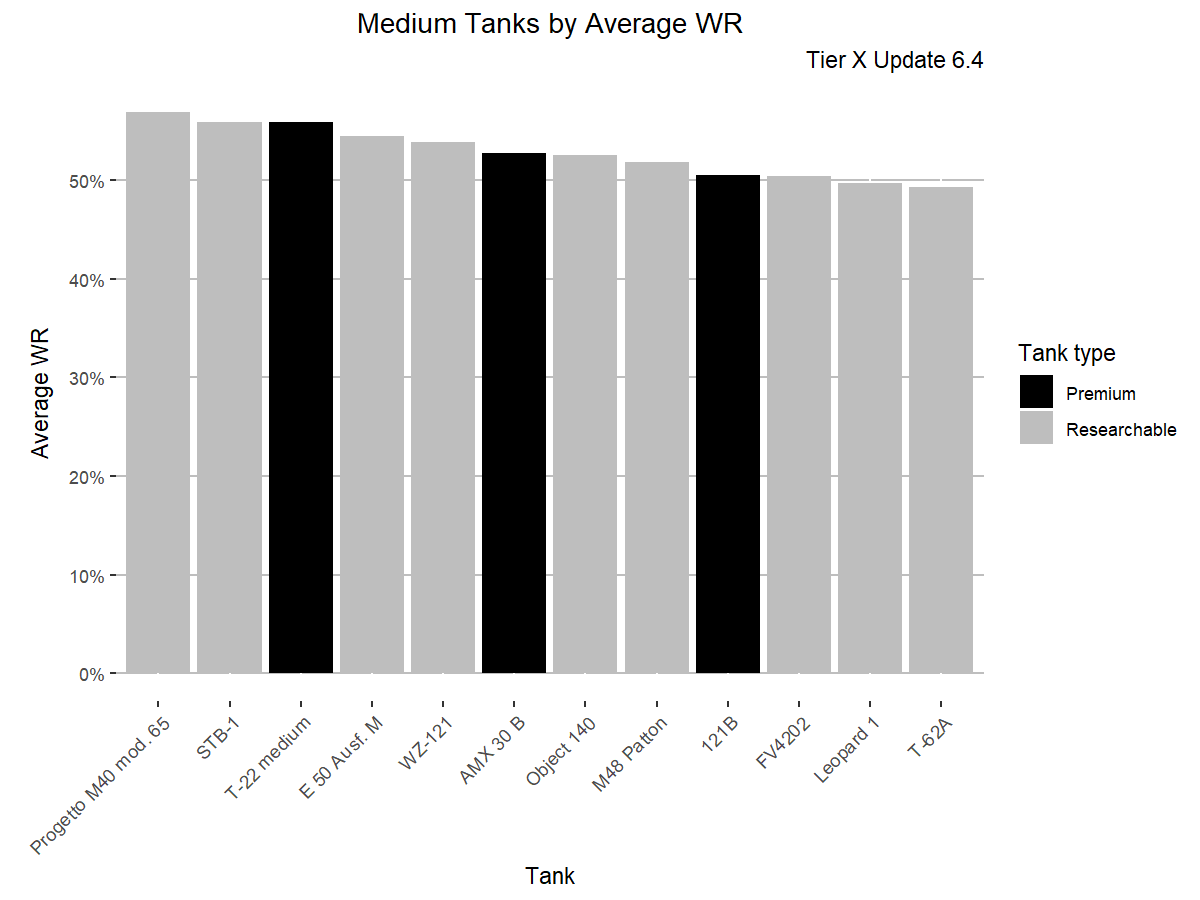 Medium Tanks by Average WR
Tier X Update 6.4
Average WR
50%
40%
30%
20%
10%
0%
Progetto M40 mod. 65
STB-1
T-22 medium
E 50 Ausf. M
WZ-121
AMX 30 B
Object 140
M48 Patton
121B
FV4202
Leopard 1
T-62A
Tank
Tank type
Premium
Researchable